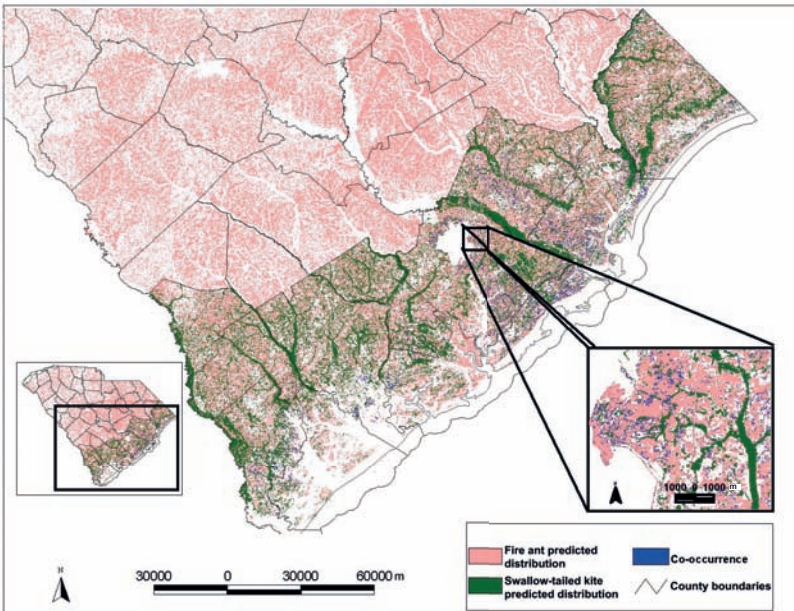 1000 0 1000 m
N
30000 0 30000 60000 m
Fire ant predicted
distribution
Swallow-tailed kite
predicted distribution
Co-occurrence
County boundaries